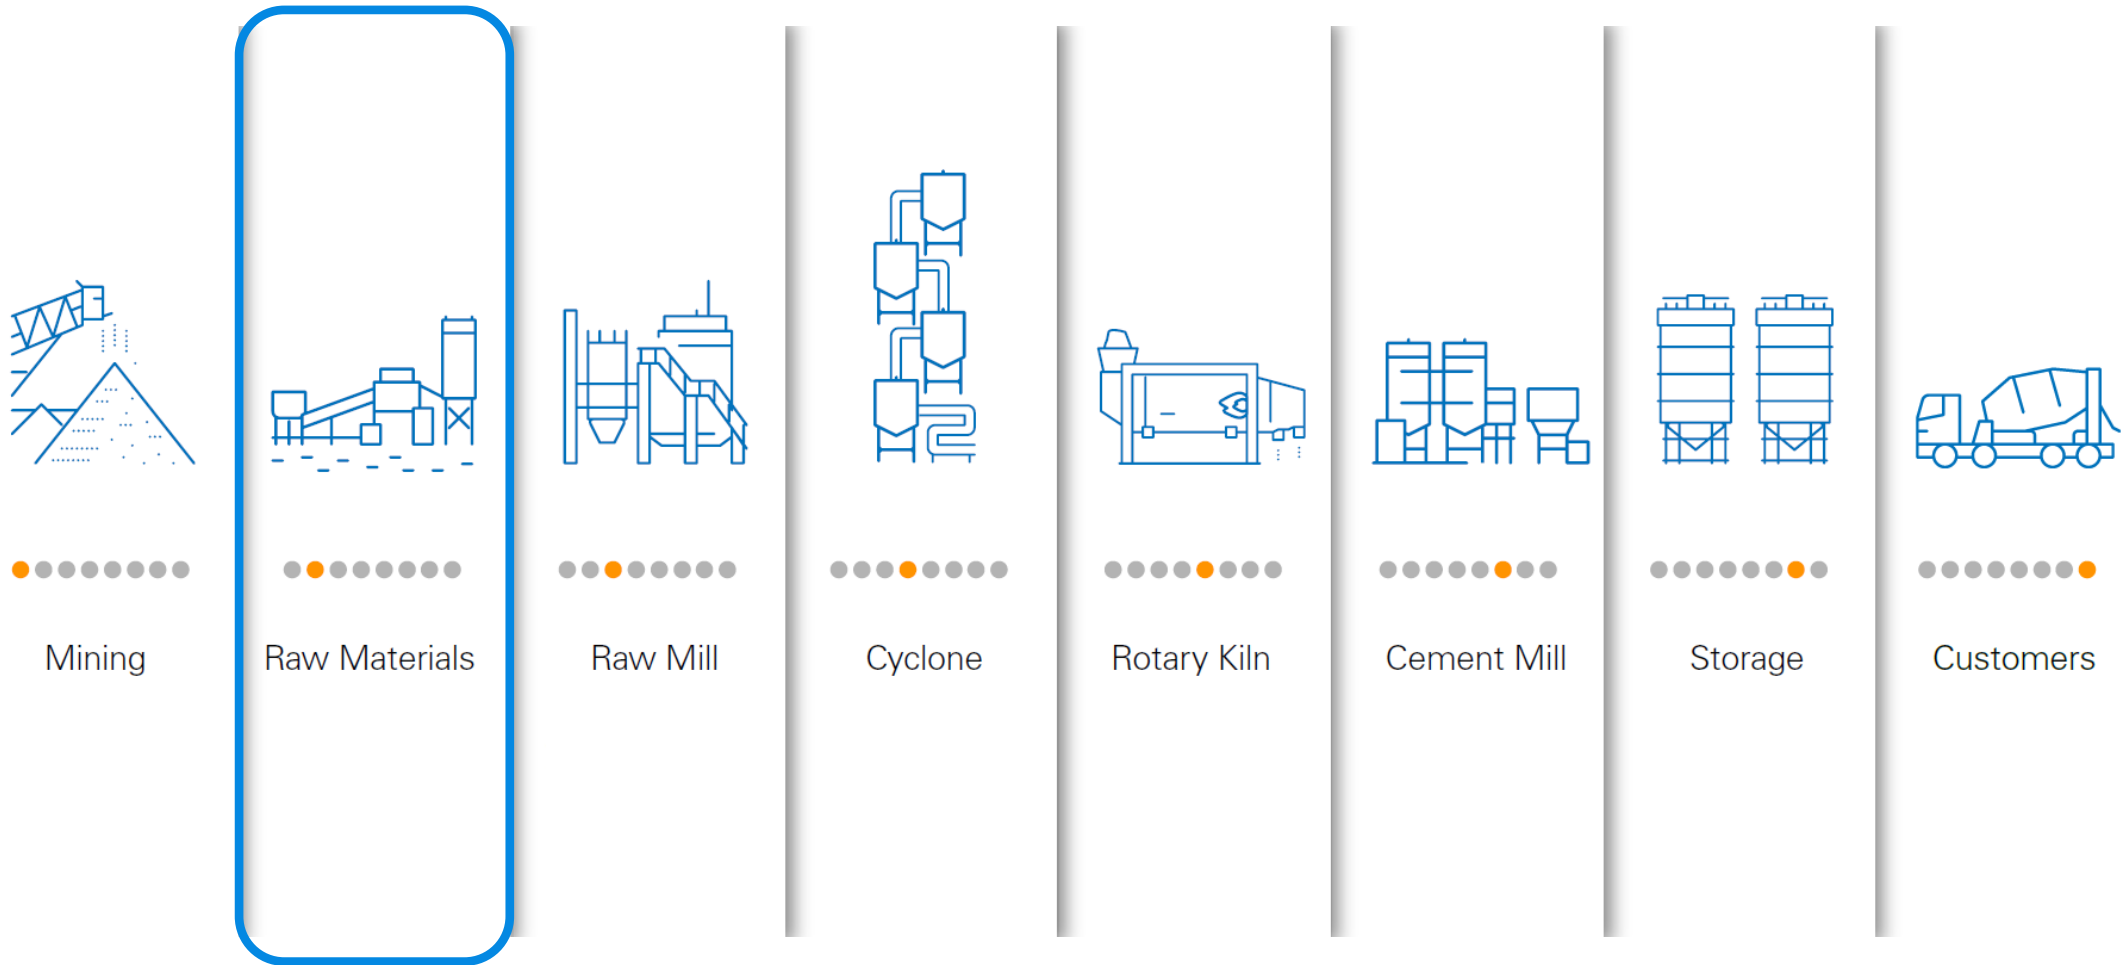 Mining
Raw Materials
Raw Mill
Cyclone
Rotary Kiln
Cement Mill
Storage
Customers